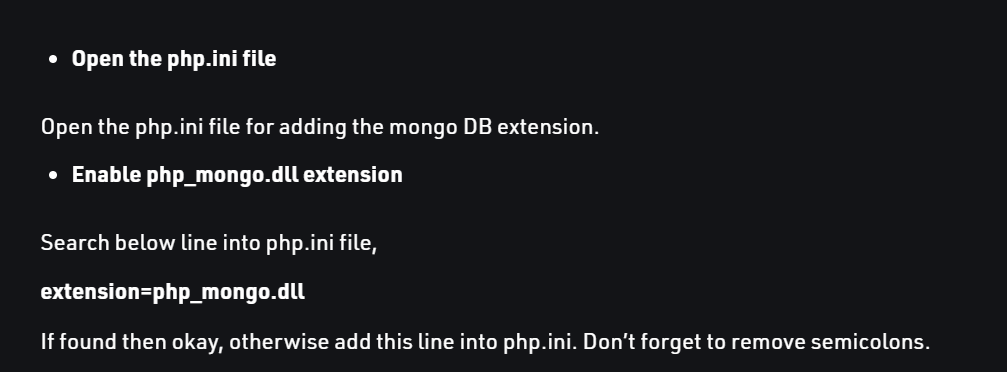 • Open the php.ini file
Open the php.ini file for adding the mongo DB extension.
• Enable php_mongo.dll extension
Search below line into php.ini file,
extension=php_mongo.dll
If found then okay, otherwise add this line into php.ini. Don’t forget to remove semicolons.